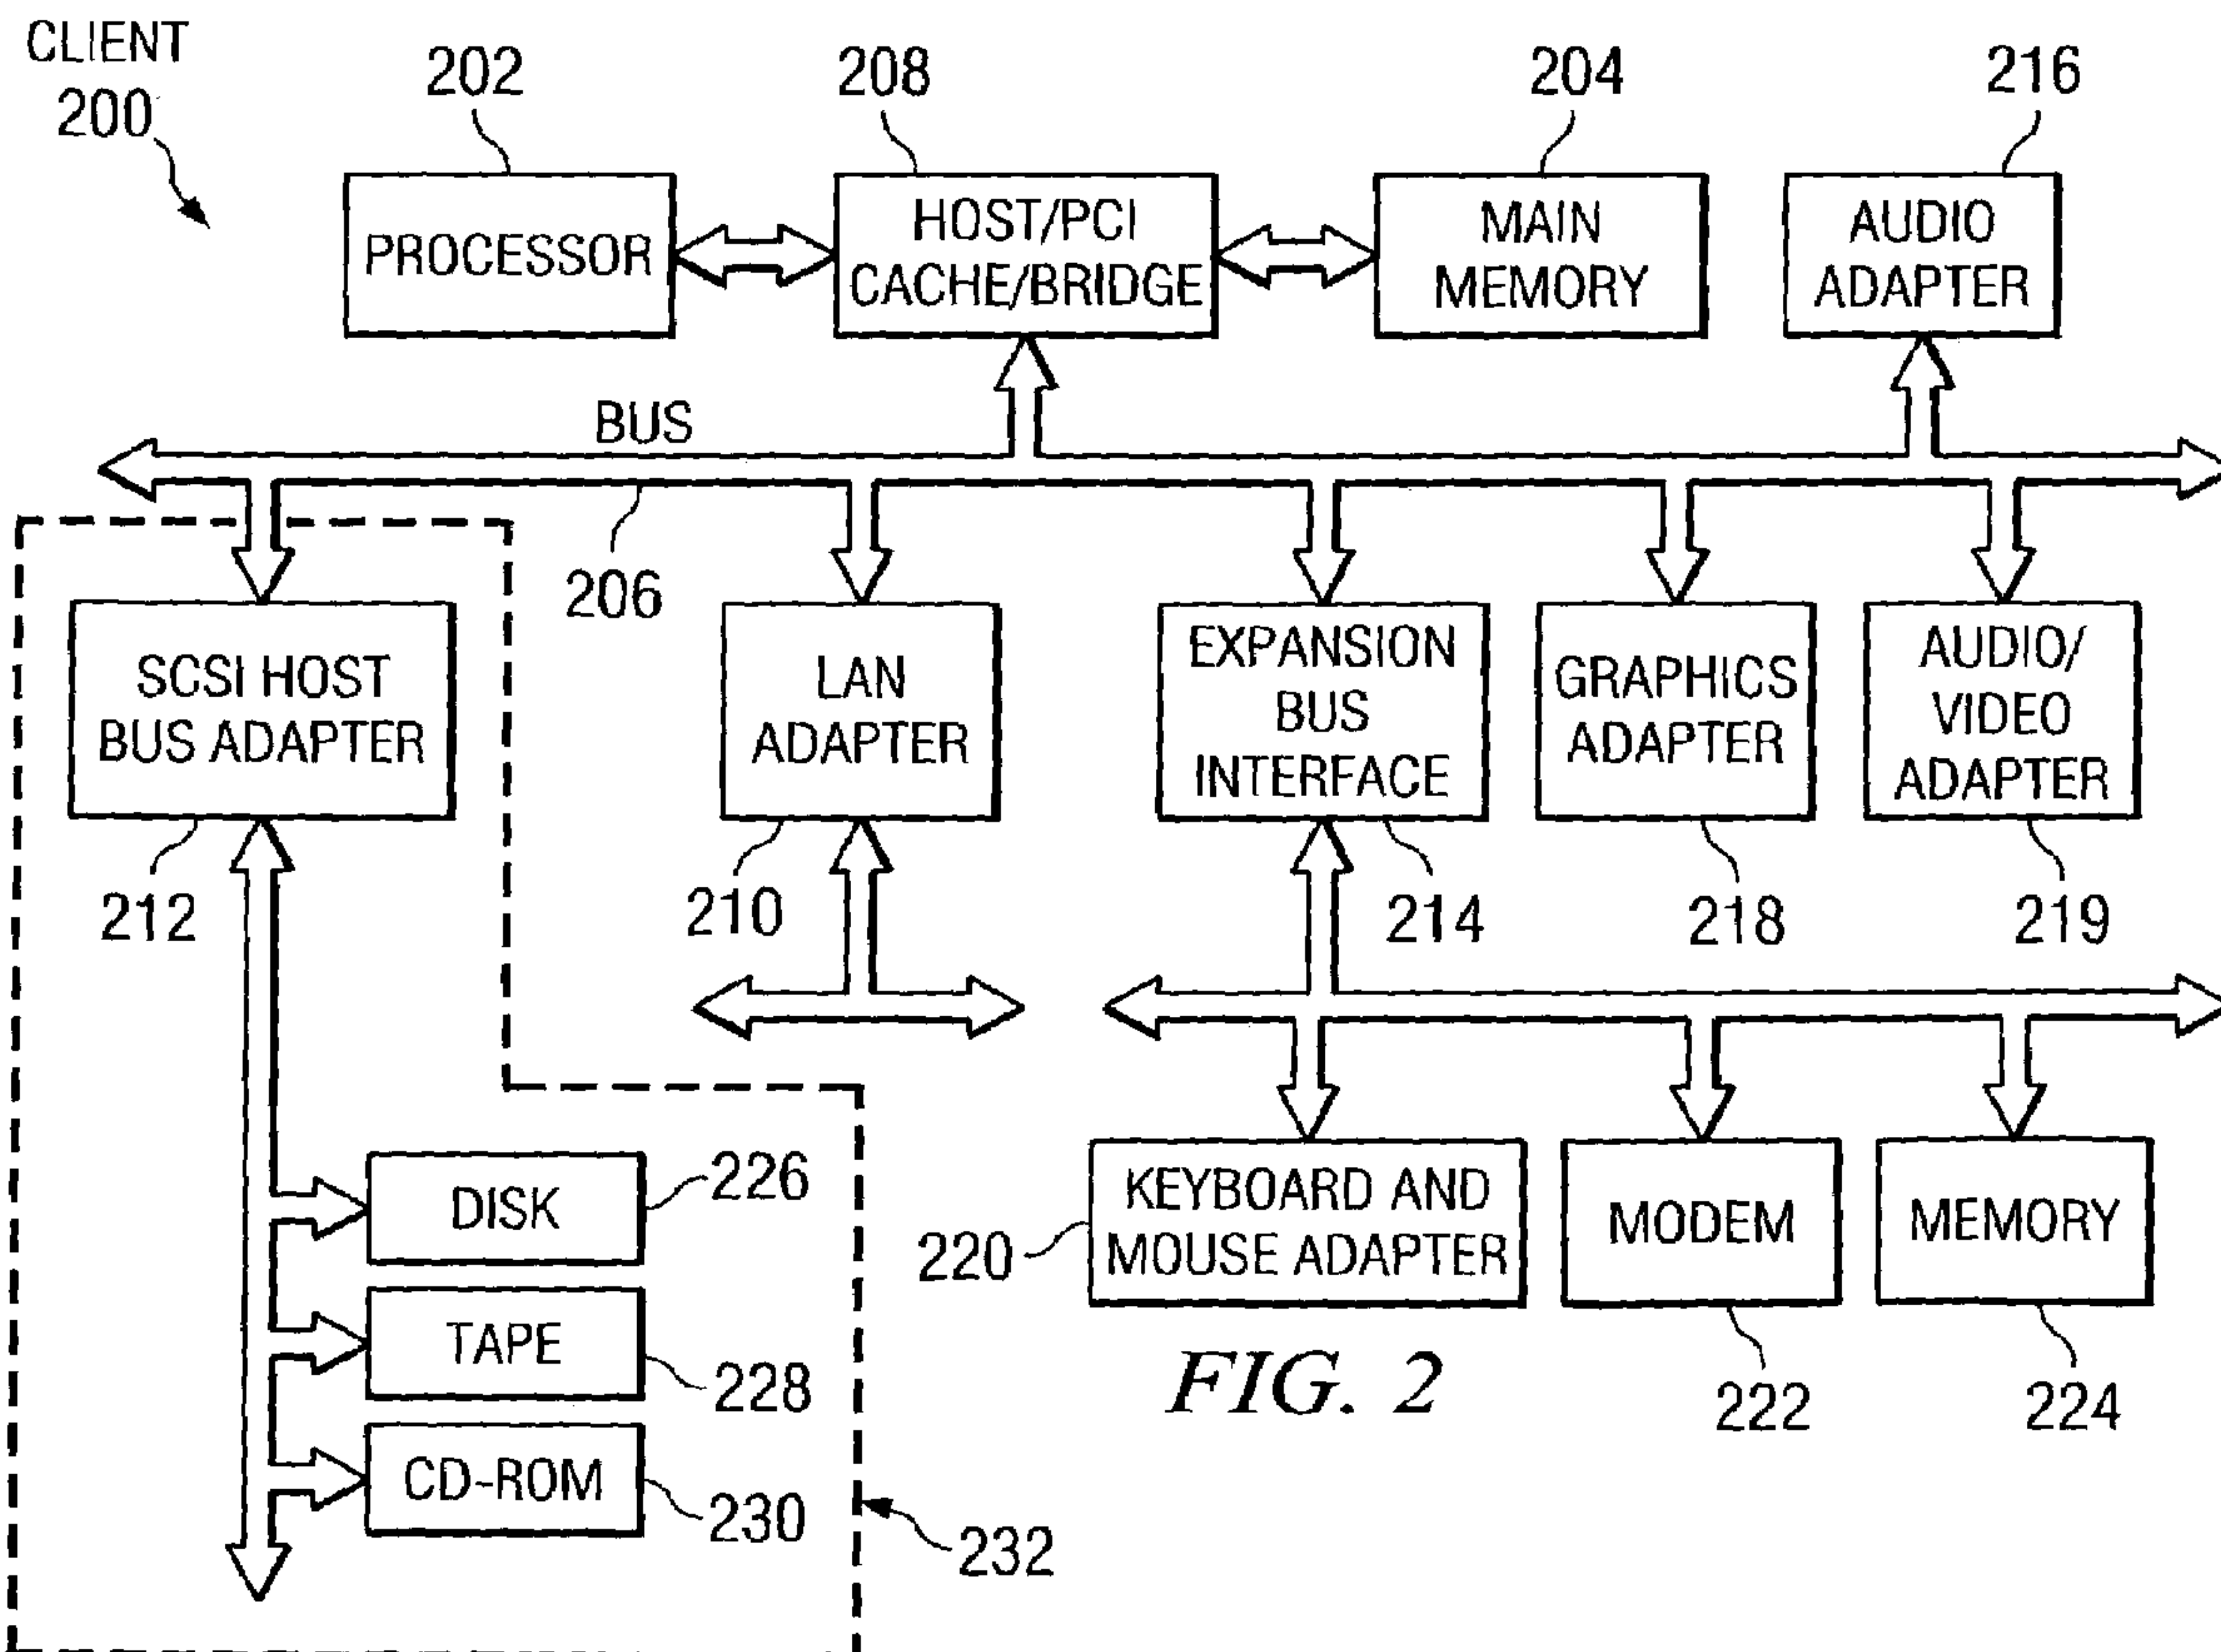 CLIENT
200
202
208
204
216
PROCESSOR
HOST/PCI
CACHE/BRIDGE
MAIN
MEMORY
AUDIO
ADAPTER
BUS
206
SCSI HOST
BUS ADAPTER
LAN
ADAPTER
EXPANSION
BUS
INTERFACE
GRAPHICS
ADAPTER
AUDIO/
VIDEO
ADAPTER
212
210
214
218
219
DISK
226
TAPE
228
CD-ROM
230
232
220
KEYBOARD AND
MOUSE ADAPTER
MODEM
MEMORY
222
224
FIG. 2